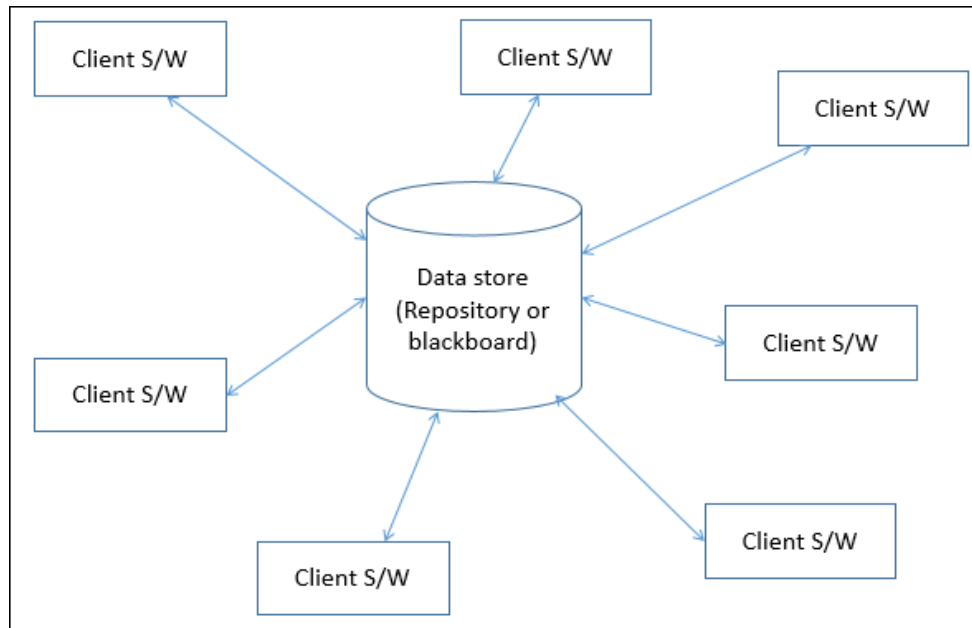 Client S/W
Client S/W
Client S/W
Data store
(Repository or
blackboard)
Client S/W
Client S/W
Client S/W
Client S/W